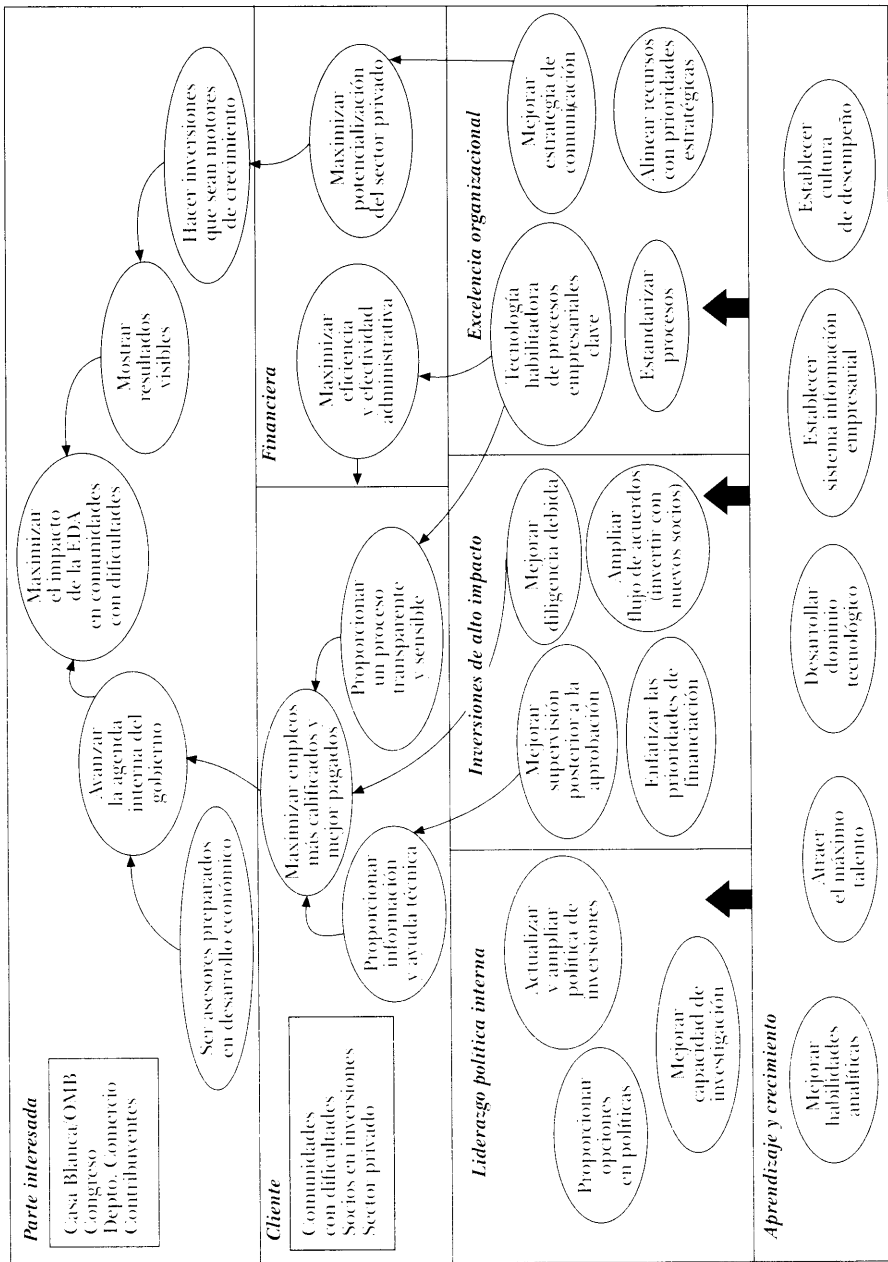 Parte interesada
Casa Blanca/OMB
Congreso
Depto. Comercio
Contribuyentes
Ser asesores preparados
en desarrollo económico
Avanzar
la agenda
interna del
gobierno
Maximizar
el impacto
de la EDA
en comunidades
con dificultades
Mostrar
resultados
visibles
Hacer inversiones
que sean motores
de crecimiento
Cliente
Comunidades
con dificultades
Socios en inversiones
Sector privado
Proporcionar
información
y ayuda técnica
Maximizar empleos
más calificados y
mejor pagados
Proporcionar
un proceso
transparente
y sensible
Financiera
Maximizar
eficiencia
y efectividad
administrativa
Maximizar
potencialización
del sector privado
Liderazgo política interna
Proporcionar
opciones
en políticas
Actualizar
y ampliar
política de
inversiones
Mejorar
capacidad de
investigación
Inversiones de alto impacto
Mejorar
supervisión
posterior a la
aprobación
Mejorar
diligencia debida
Enfatizar las
prioridades de
financiación
Ampliar
flujo de acuerdos
(invertir con
nuevos socios)
Excelencia organizacional
Tecnología
habilitadora
de procesos
empresariales
clave
Mejorar
estrategia de
comunicación
Estandarizar
procesos
Alinear recursos
con prioridades
estratégicas
Aprendizaje y crecimiento
Mejorar
habilidades
analíticas
Atraer
el máximo
talento
Desarrollar
dominio
tecnológico
Establecer
sistema información
empresarial
Establecer
cultura
de desempeño